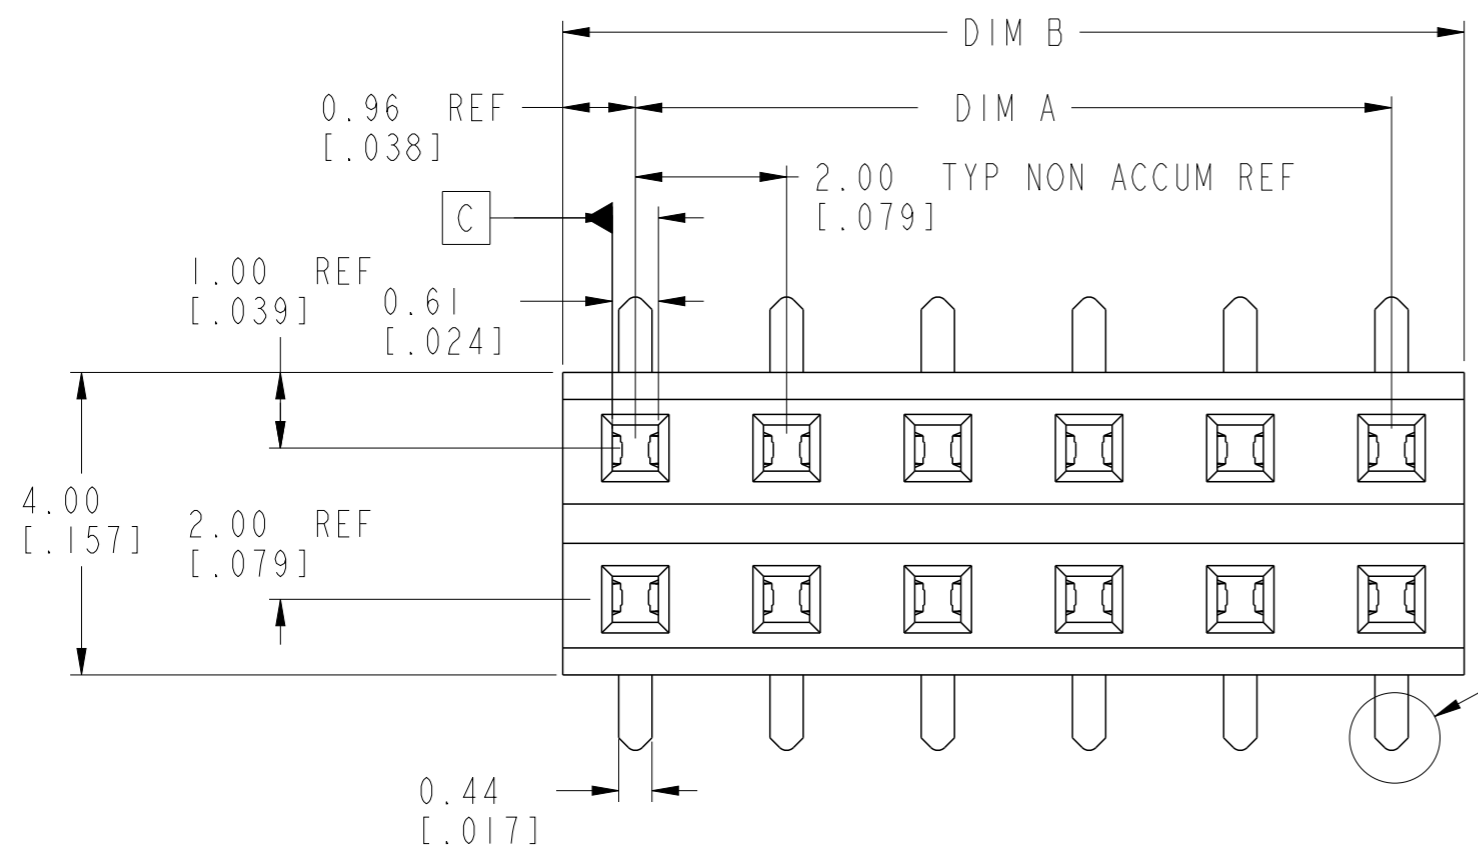 DIM B
0.96 REF
[.038]
DIM A
2.00 TYP NON ACCUM REF
[.079]
C
1.00 REF
[.039]
0.61
[.024]
4.00
[.157]
2.00 REF
[.079]
0.44
[.017]